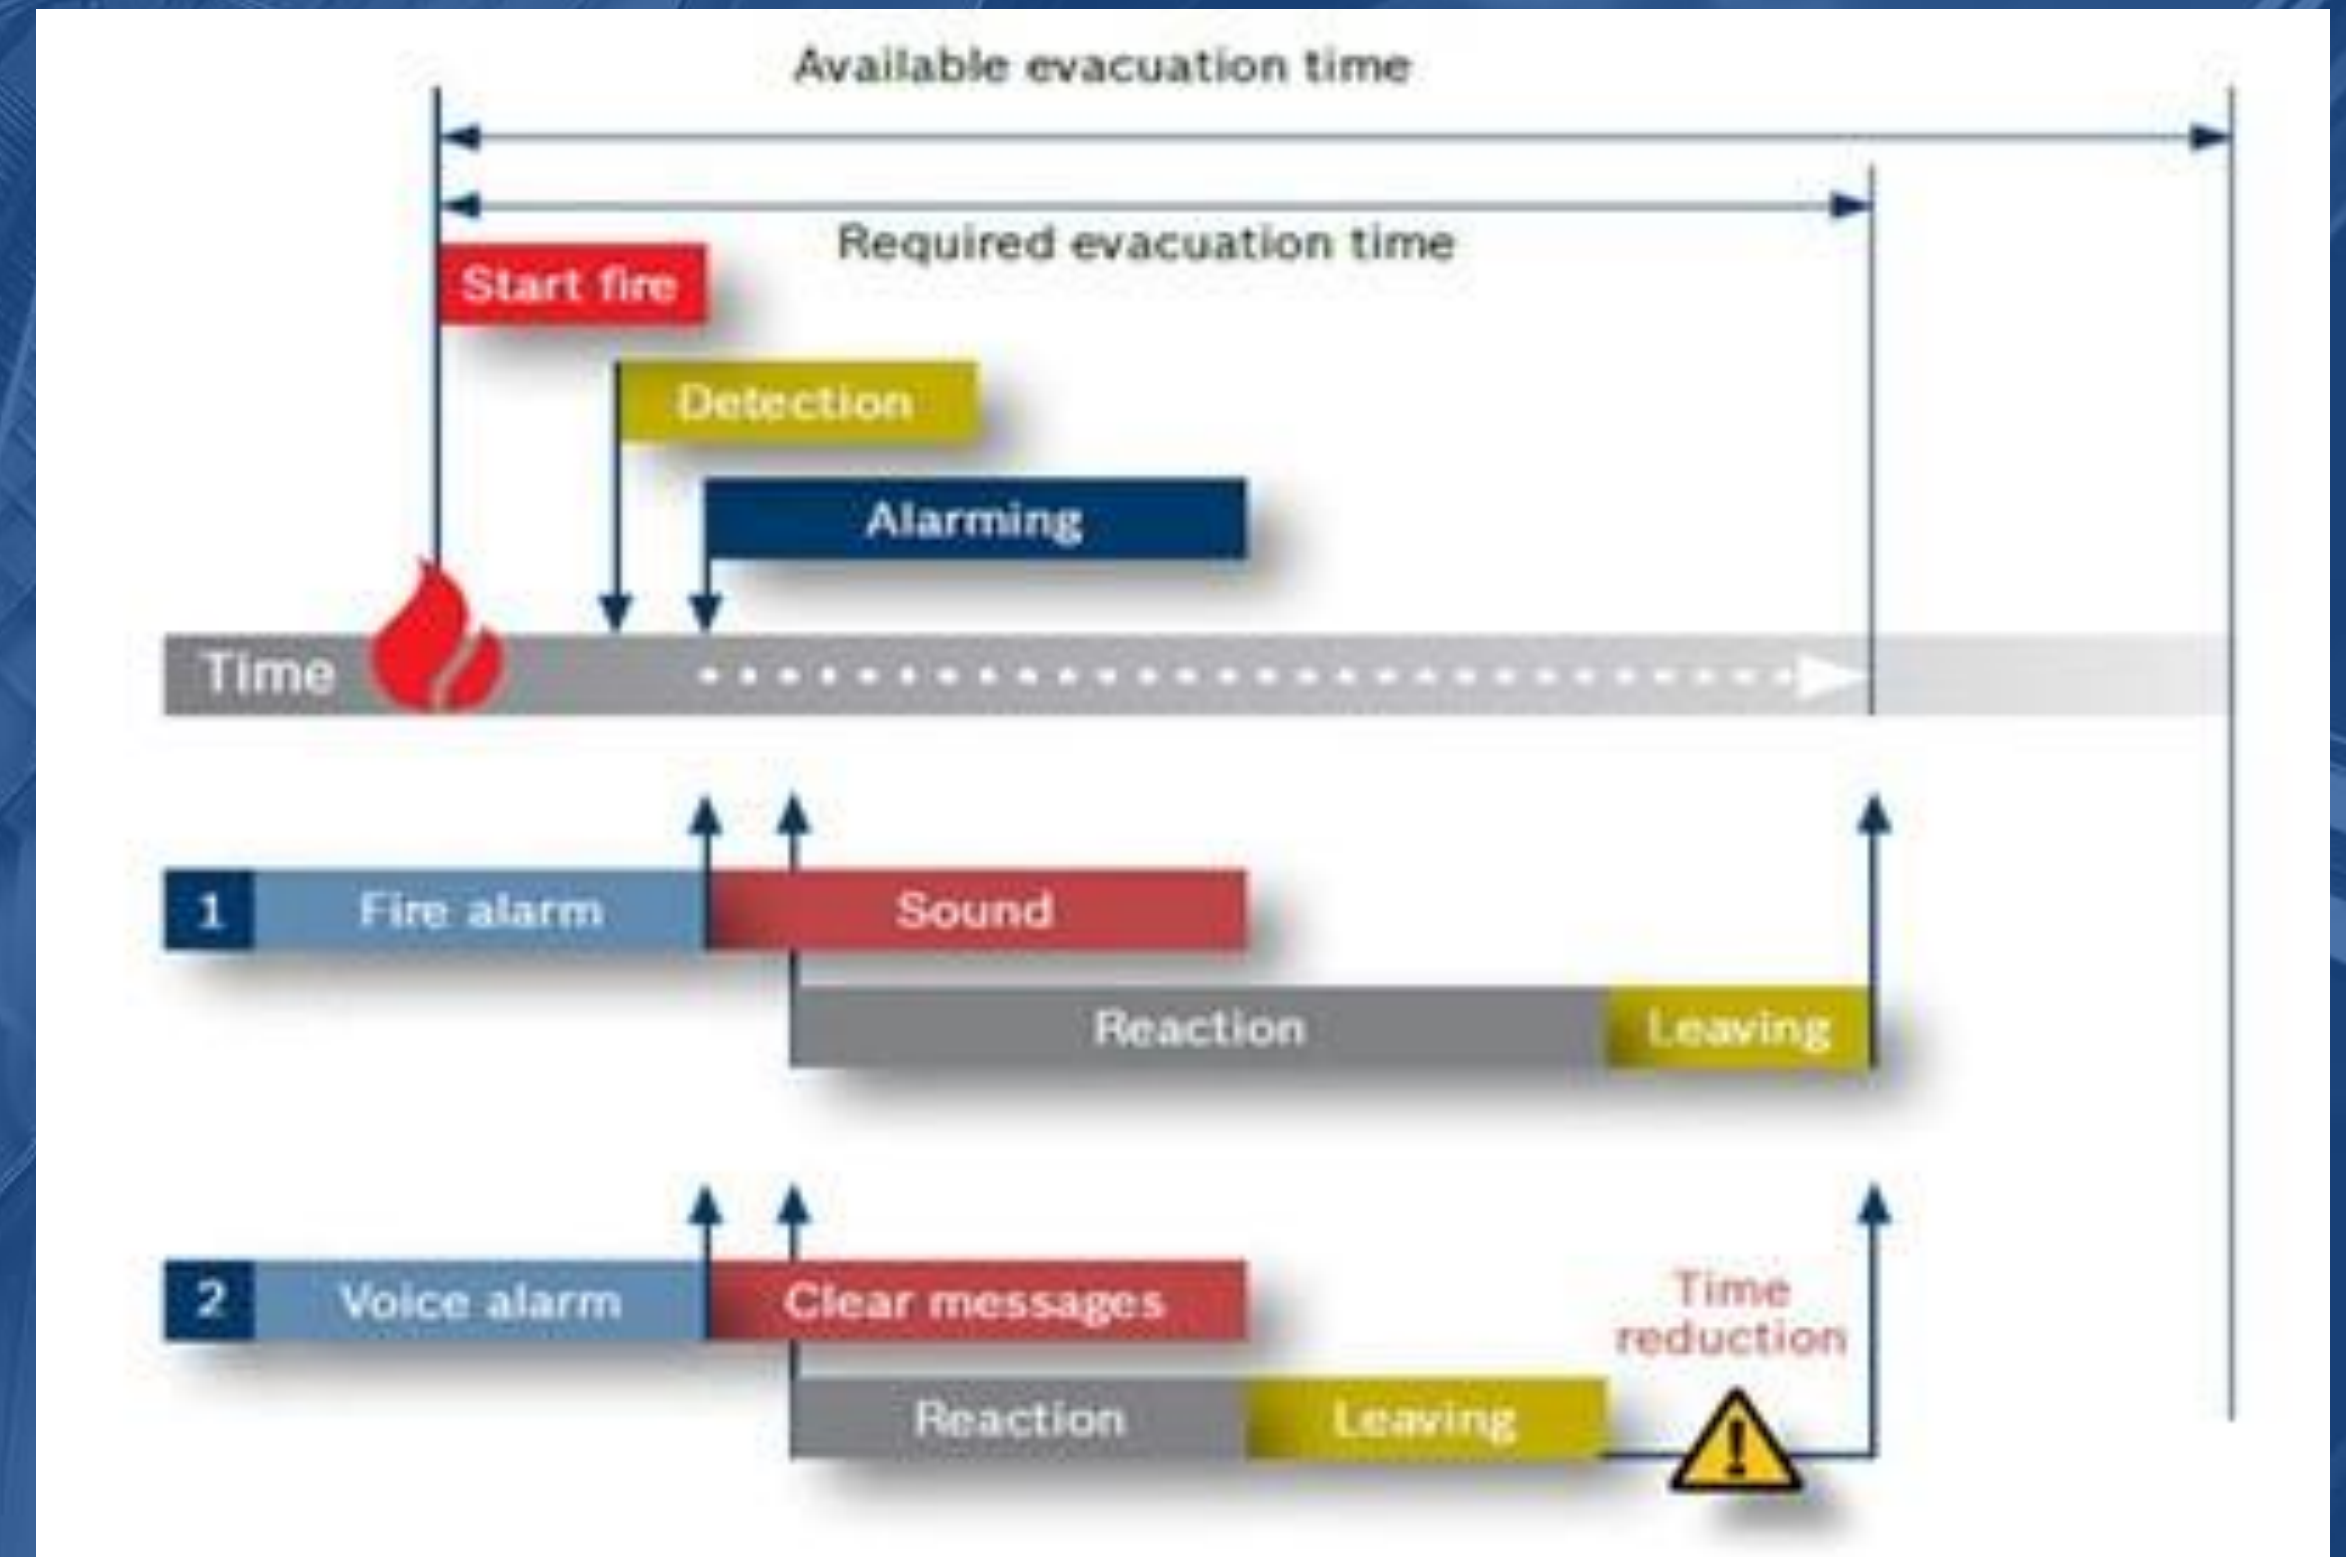 Available evacuation time
Required evacuation time
Start fire
Detection
Alarming
Time
1 Fire alarm Sound
Reaction Leaving
2 Voice alarm Clear messages
Time
reduction
Reaction Leaving
!